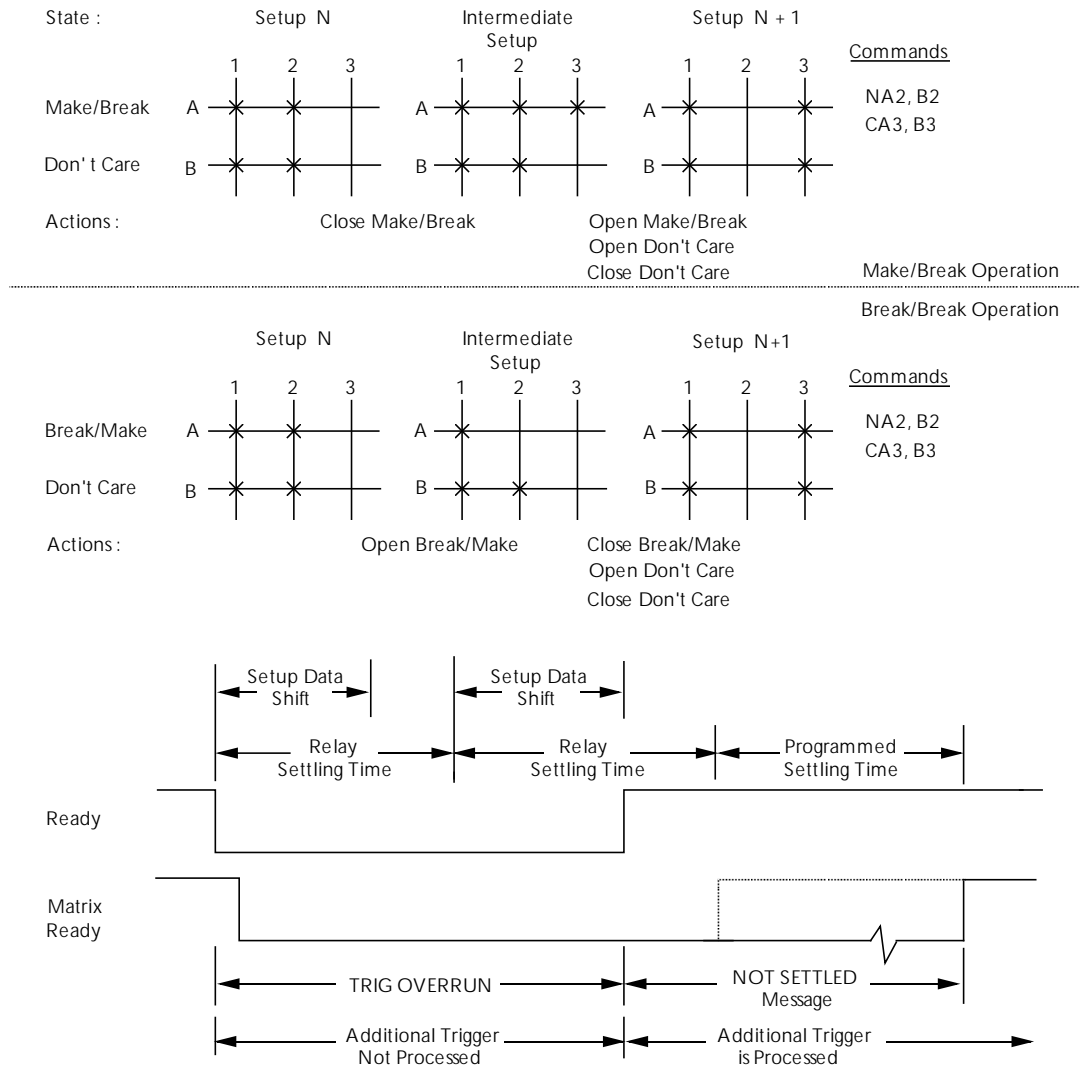 State : Setup N Intermediate Setup Setup N + 1
Commands
1 2 3 1 2 3 1 2 3
Make/Break A A A NA2, B2
CA3, B3
Don't Care B B B
Actions : Close Make/Break Open Make/Break
Open Don't Care
Close Don't Care Make/Break Operation
Break/Break Operation
Setup N Intermediate Setup Setup N+1
Commands
1 2 3 1 2 3 1 2 3
Break/Make A A A NA2, B2
CA3, B3
Don't Care B B B
Actions : Open Break/Make Close Break/Make
Open Don't Care
Close Don't Care
Setup Data Shift Setup Data Shift
Relay Settling Time Relay Settling Time Programmed Settling Time
Ready
Matrix Ready
TRIG OVERRUN NOT SETTLED Message
Additional Trigger Not Processed Additional Trigger is Processed